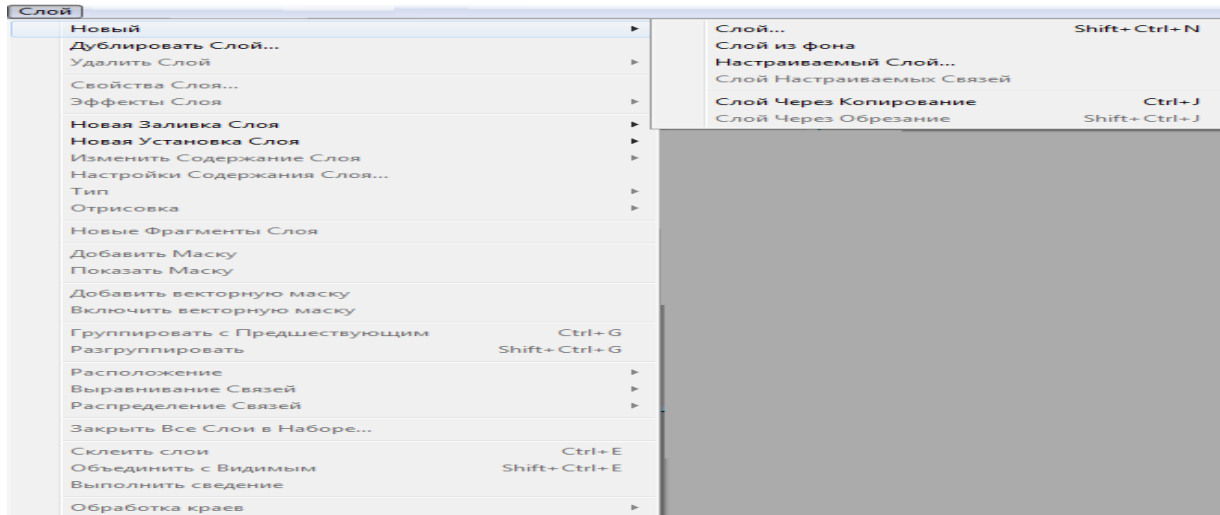 Слой
Новый
Дублировать Слой...
Удалить Слой
Свойства Слоя...
Эффекты Слоя
Новая Заливка Слоя
Новая Установка Слоя
Изменить Содержание Слоя
Настройки Содержания Слоя...
Тип
Отрисовка
Новые Фрагменты Слоя
Добавить Маску
Показать Маску
Добавить векторную маску
Включить векторную маску
Группировать с Предшествующим Ctrl+G
Разгруппировать Shift+Ctrl+G
Расположение
Выравнивание Связей
Распределение Связей
Закрыть Все Слои в Наборе...
Склеить слои Ctrl+E
Объединить с Видимым Shift+Ctrl+E
Выполнить сведение
Обработка краев
Слой... Shift+Ctrl+N
Слой из фона
Настраиваемый Слой...
Слой Настраиваемых Связей
Слой Через Копирование Ctrl+J
Слой Через Обрезание Shift+Ctrl+J